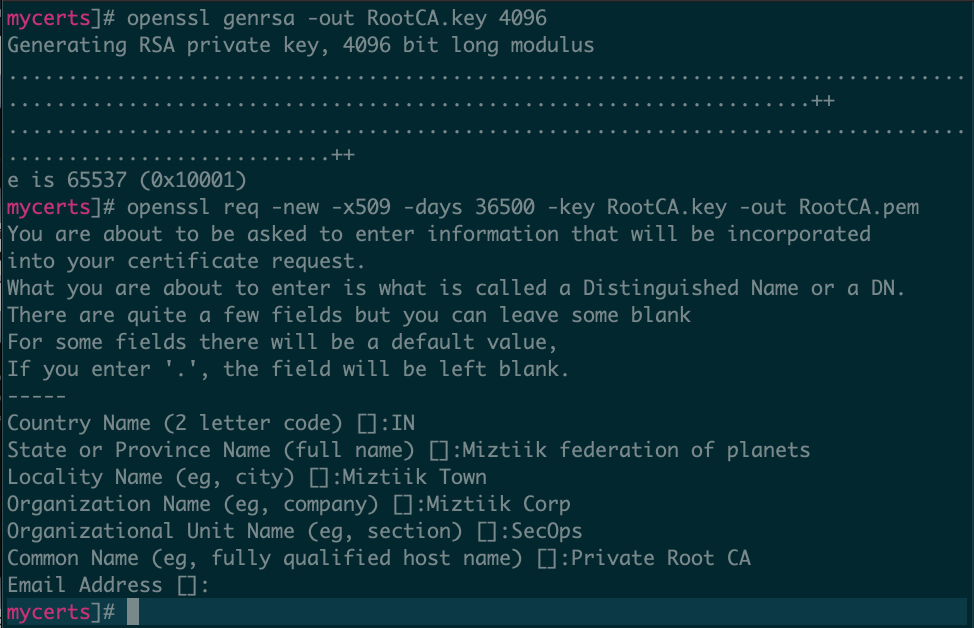 mycerts]# openssl genrsa -out RootCA.key 4096
Generating RSA private key, 4096 bit long modulus
................................................................................
...................................................................++
................................................................................
...........................++
e is 65537 (0x10001)
mycerts]# openssl req -new -x509 -days 36500 -key RootCA.key -out RootCA.pem
You are about to be asked to enter information that will be incorporated
into your certificate request.
What you are about to enter is what is called a Distinguished Name or a DN.
There are quite a few fields but you can leave some blank
For some fields there will be a default value,
If you enter '.', the field will be left blank.
-----
Country Name (2 letter code) []:IN
State or Province Name (full name) []:Miztiik federation of planets
Locality Name (eg, city) []:Miztiik Town
Organization Name (eg, company) []:Miztiik Corp
Organizational Unit Name (eg, section) []:SecOps
Common Name (eg, fully qualified host name) []:Private Root CA
Email Address []:
mycerts]#